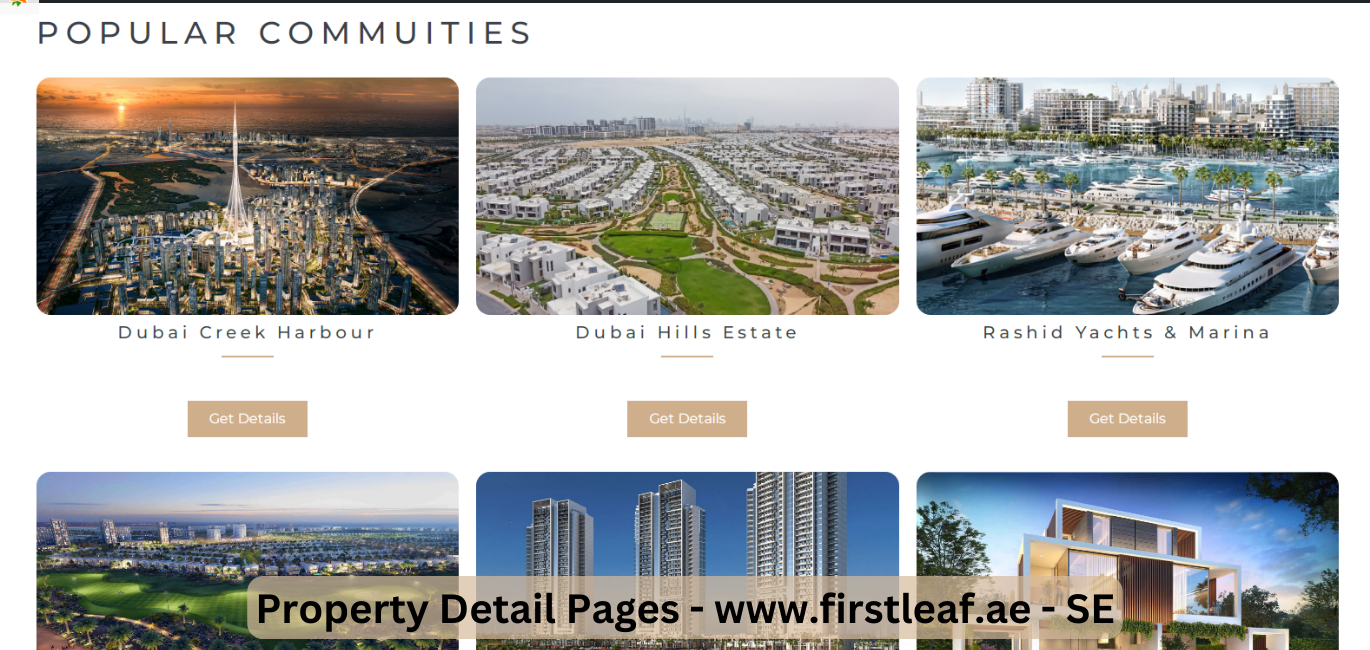 POPULAR COMMUITIES
Dubai Creek Harbour
Dubai Hills Estate
Rashid Yachts & Marina
Get Details
Get Details
Get Details
Property Detail Pages - www.firstleaf.ae - SE